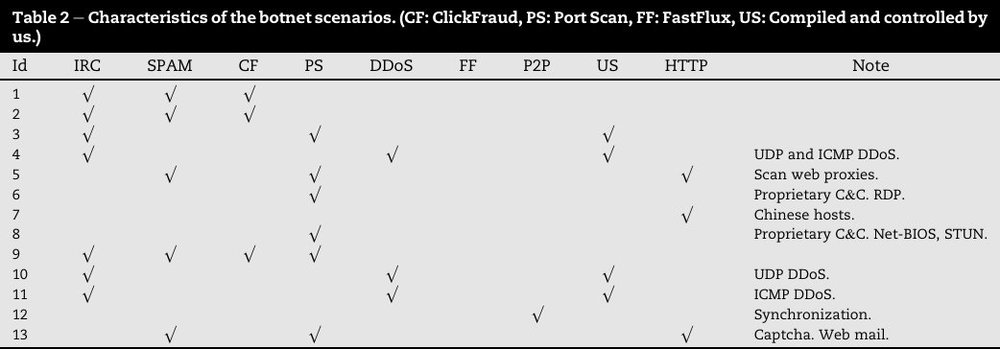 Table 2 – Characteristics of the botnet scenarios. (CF: ClickFraud, PS: Port Scan, FF: FastFlux, US: Compiled and controlled by
us.)
Id IRC SPAM CF PS DDoS FF P2P US HTTP Note
1 √ √ √
2 √ √ √
3 √ √ √
4 √ √ √ UDP and ICMP DDoS.
5 √ √ √ Scan web proxies.
6 √ Proprietary C&C. RDP.
7 √ Chinese hosts.
8 √ Proprietary C&C. Net-BIOS, STUN.
9 √ √ √ √
10 √ √ √ UDP DDoS.
11 √ √ √ ICMP DDoS.
12 √ Synchronization.
13 √ √ √ Captcha. Web mail.